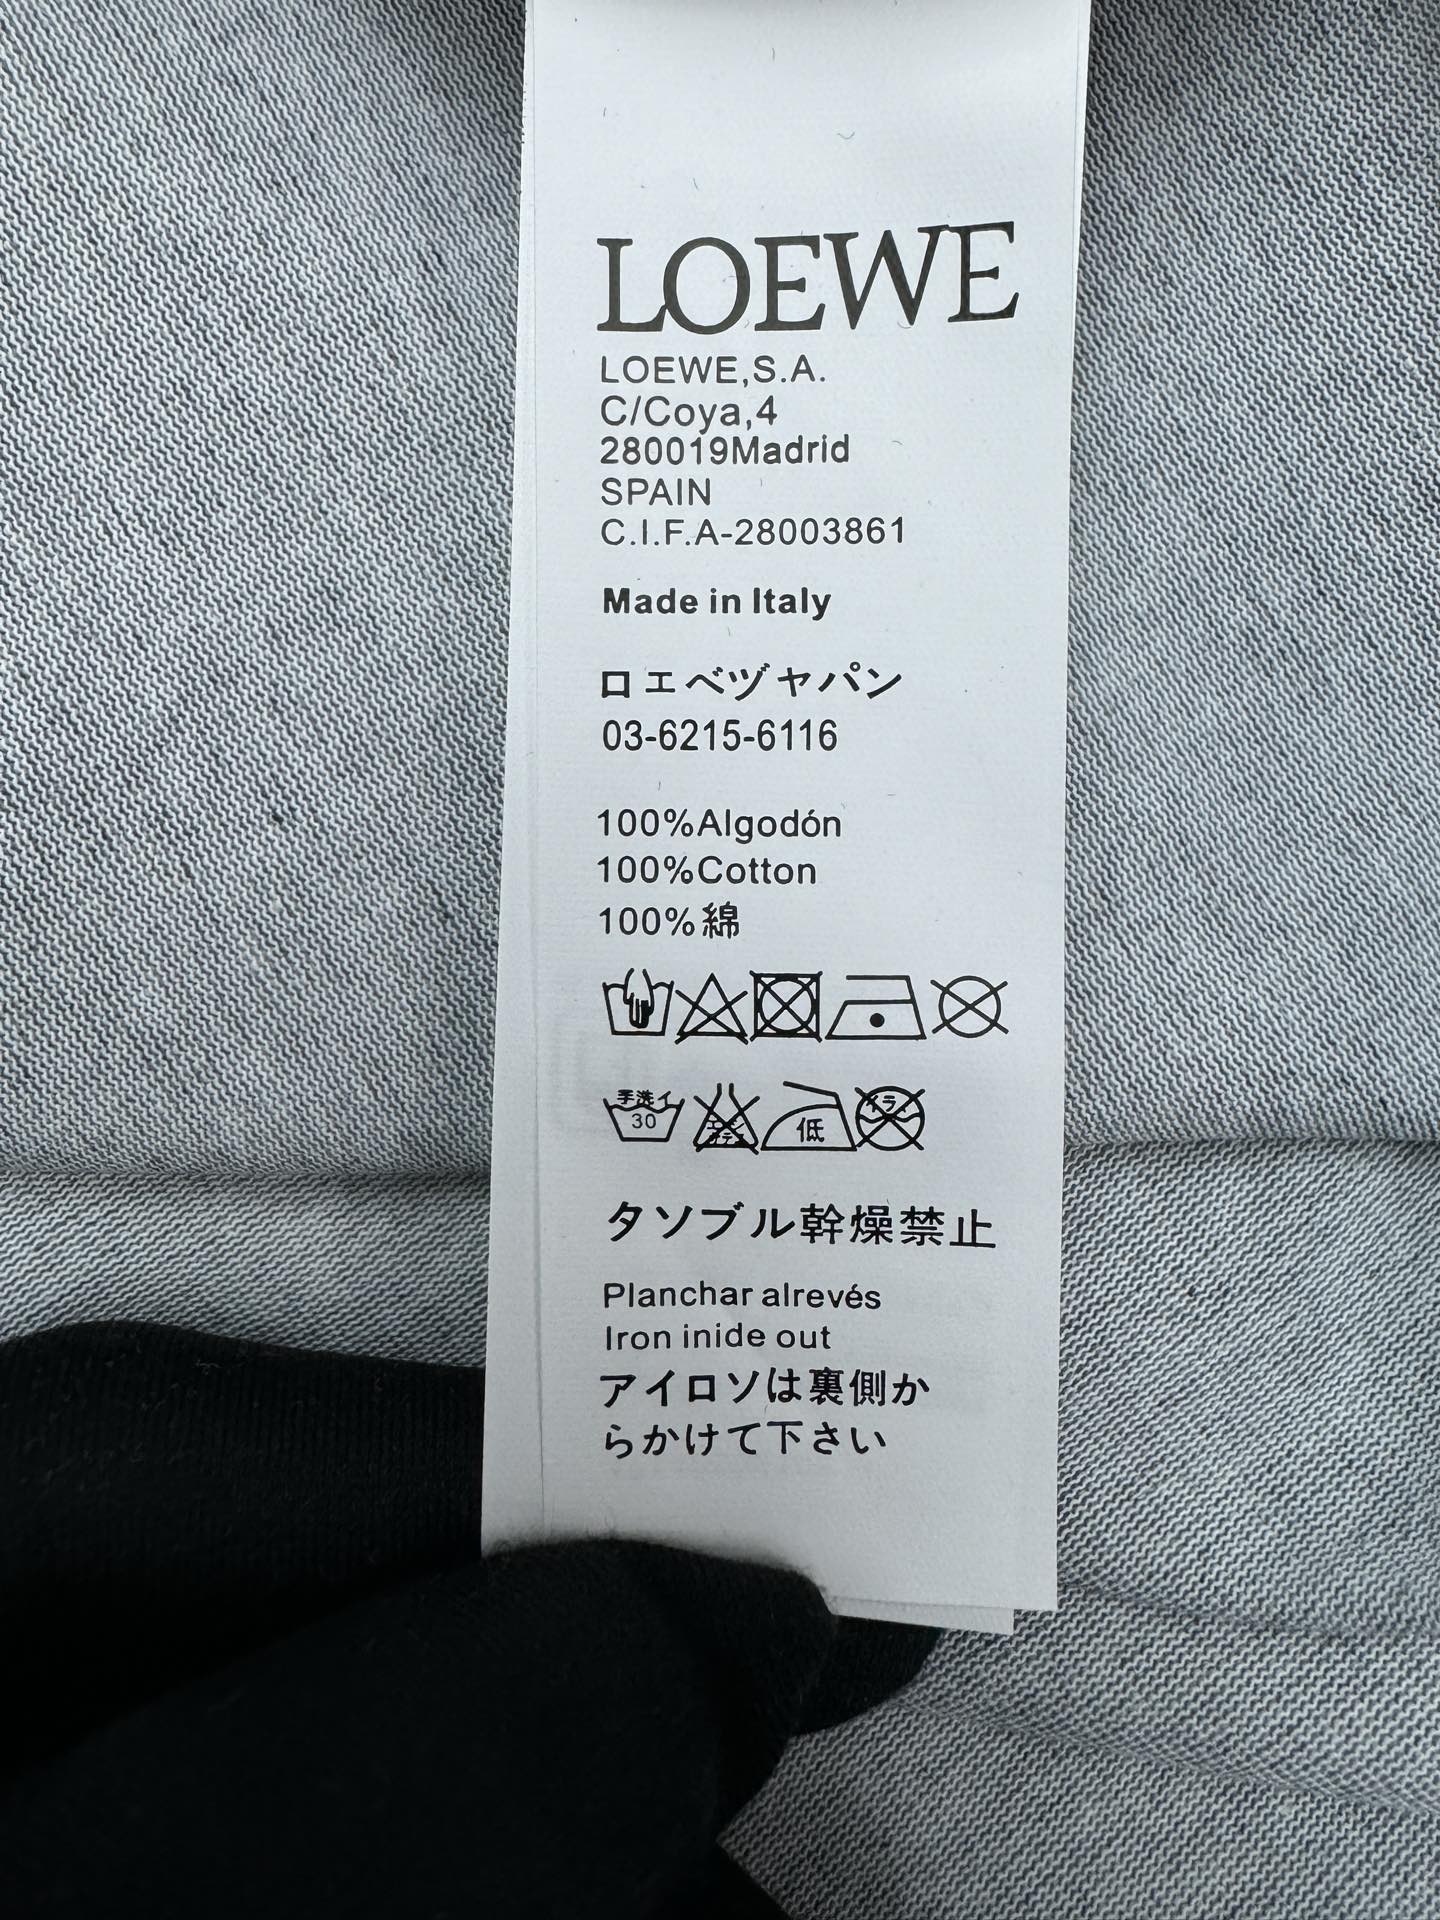 LOEWE
LOEWE,S.A.
C/Coya,4
280019Madrid
SPAIN
C.I.F.A-28003861
Made in Italy
ロエベヅャパン
03-6215-6116
100%Algodón
100%Cotton
100%綿
手洗イ
30
低
タソブル幹燥禁止
Planchar alrevés
Iron inide out
アイロソは裏側か
らかけて下さい